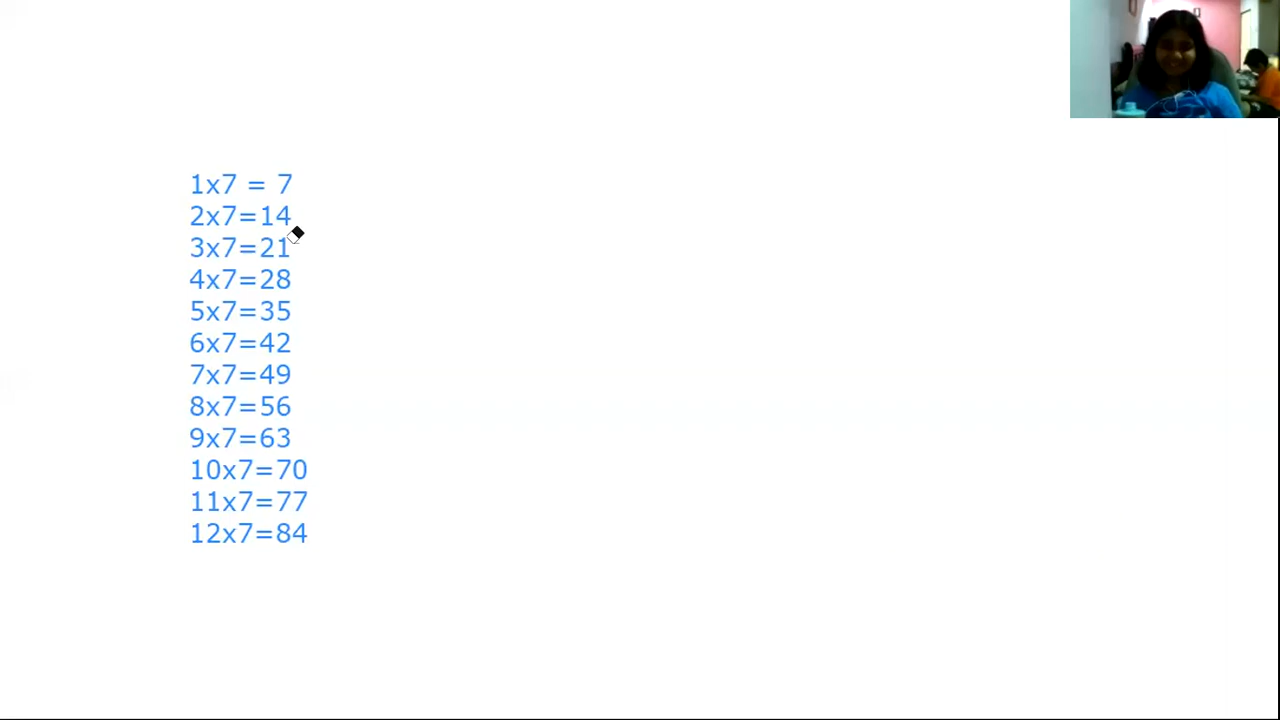 1x7 = 7
2x7=14
3x7=21
4x7=28
5x7=35
6x7=42
7x7=49
8x7=56
9x7=63
10x7=70
11x7=77
12x7=84